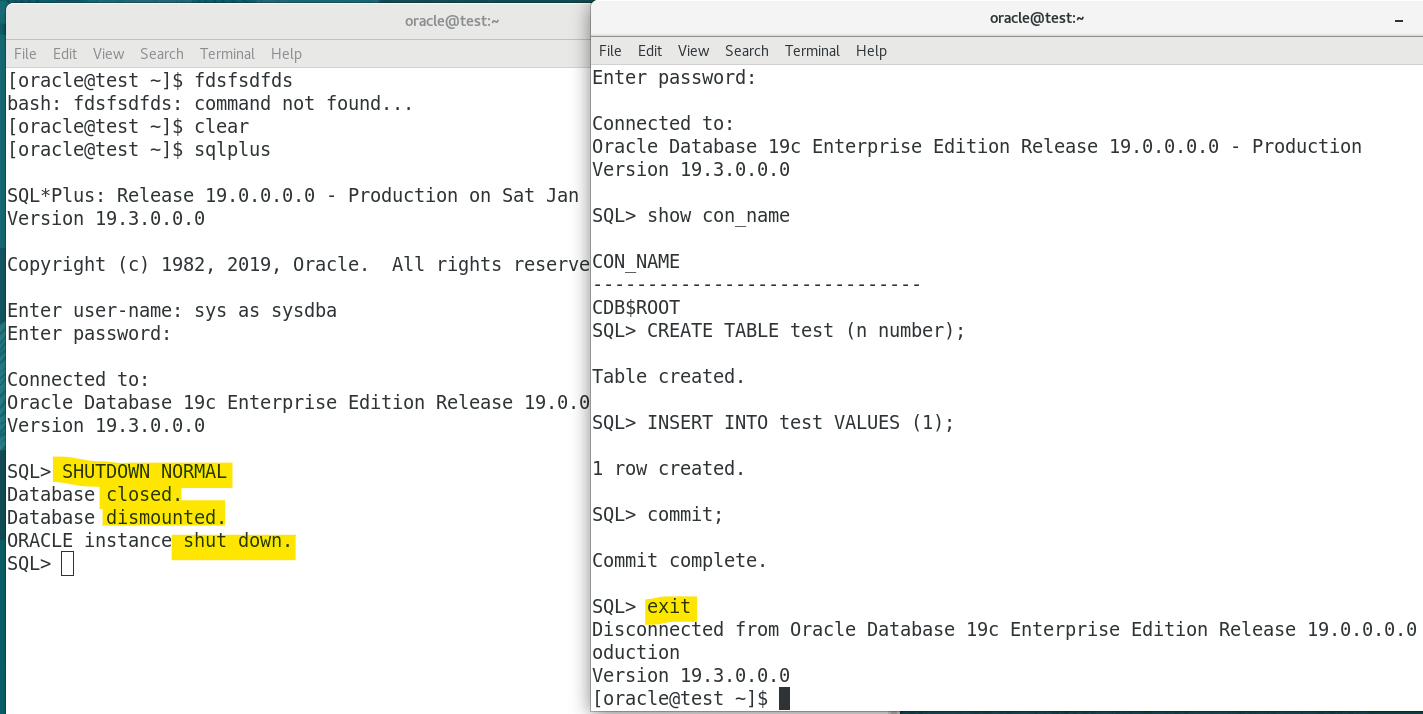 oracle@test:~
File Edit View Search Terminal Help
[oracle@test ~]$ fdsfsdfds
bash: fdsfsdfds: command not found...
[oracle@test ~]$ clear
[oracle@test ~]$ sqlplus
SQL*Plus: Release 19.0.0.0.0 - Production on Sat Jan
Version 19.3.0.0.0
Copyright (c) 1982, 2019, Oracle.  All rights reserve
Enter user-name: sys as sysdba
Enter password:
Connected to:
Oracle Database 19c Enterprise Edition Release 19.0.0
Version 19.3.0.0.0
SQL> SHUTDOWN NORMAL
Database closed.
Database dismounted.
ORACLE instance shut down.
SQL>
oracle@test:~
File Edit View Search Terminal Help
Enter password:
Connected to:
Oracle Database 19c Enterprise Edition Release 19.0.0.0.0 - Production
Version 19.3.0.0.0
SQL> show con_name
CON_NAME
------------------------------
CDB$ROOT
SQL> CREATE TABLE test (n number);
Table created.
SQL> INSERT INTO test VALUES (1);
1 row created.
SQL> commit;
Commit complete.
SQL> exit
Disconnected from Oracle Database 19c Enterprise Edition Release 19.0.0.0.0
oduction
Version 19.3.0.0.0
[oracle@test ~]$